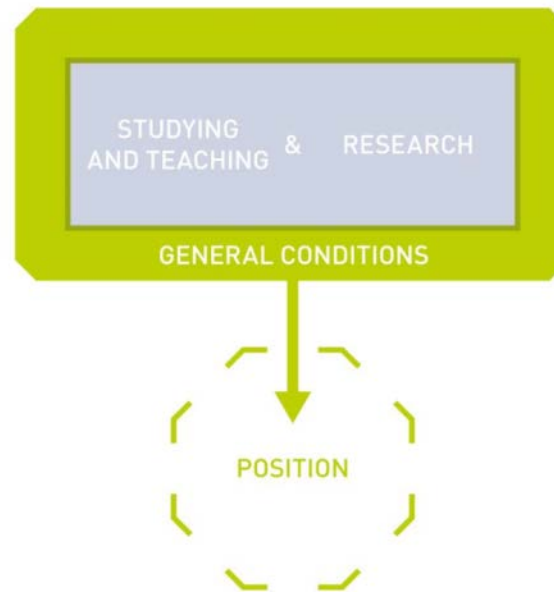 STUDYING
AND TEACHING & RESEARCH
GENERAL CONDITIONS
POSITION